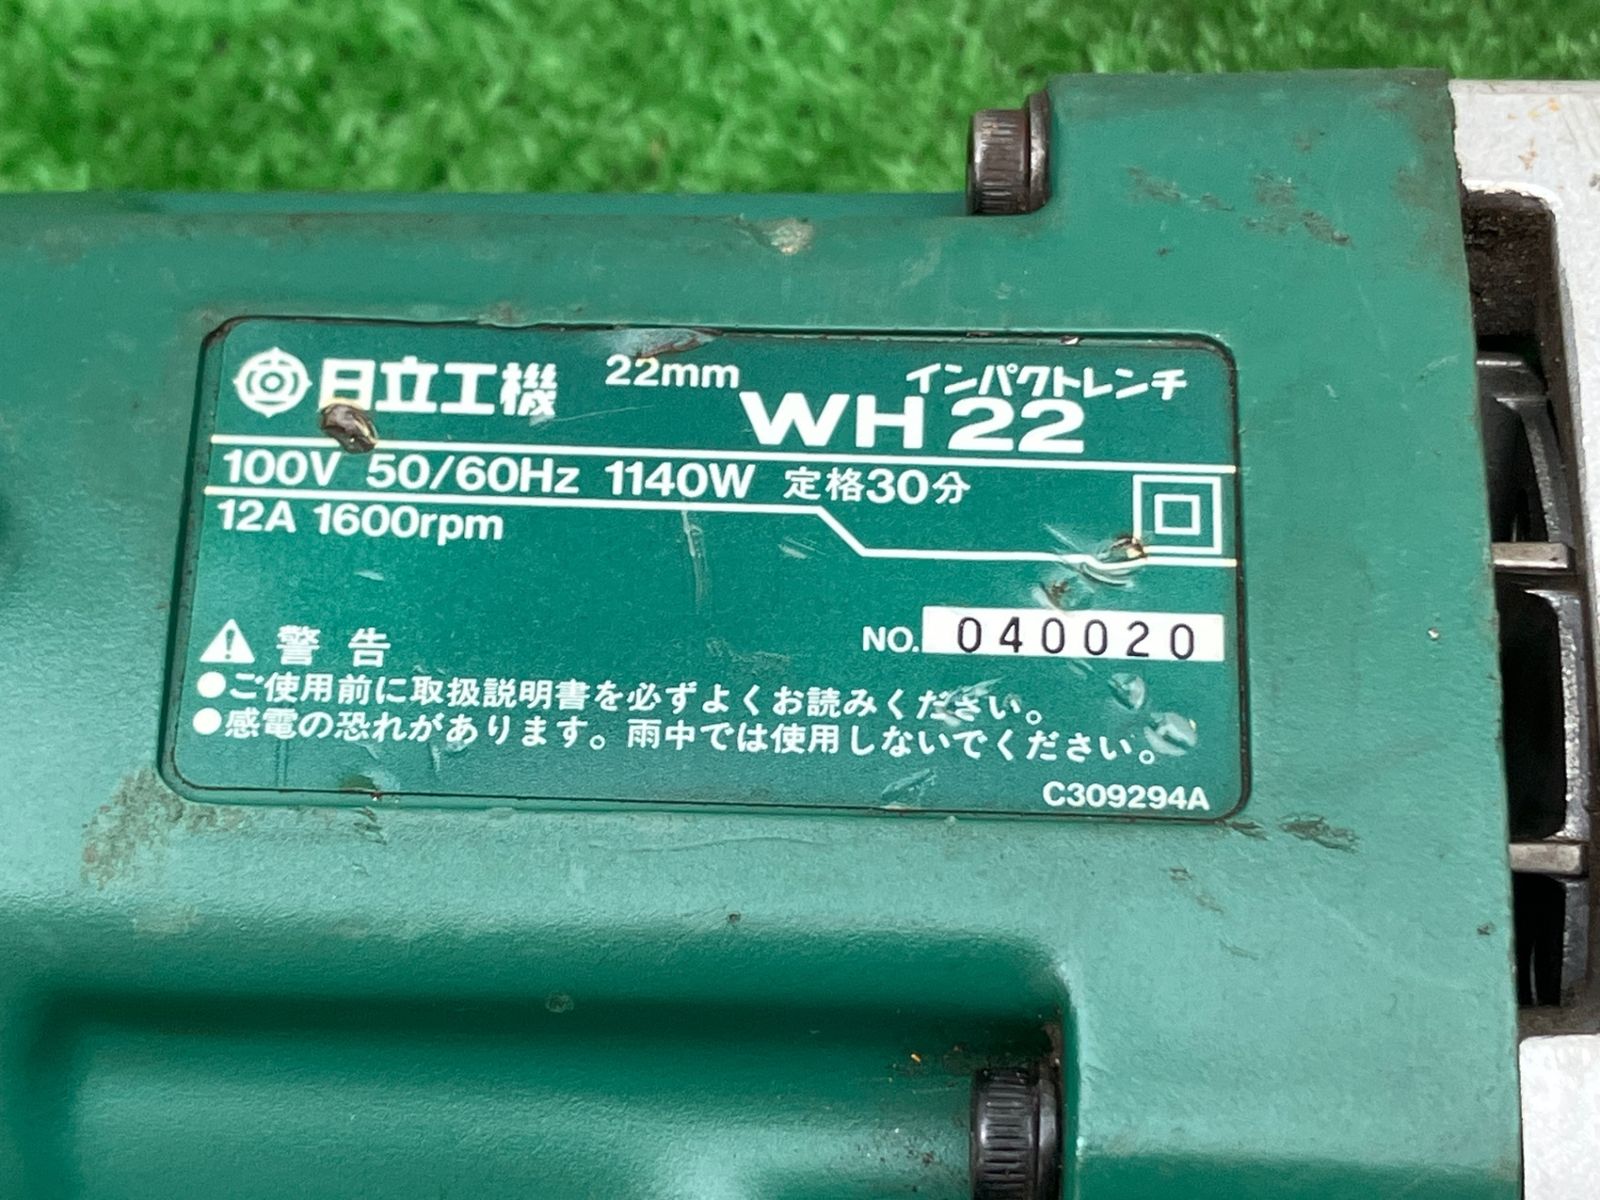 日立工機 22mm インパクトレンチ
WH 22
100V 50/60Hz 1140W 定格30分
12A 1600rpm
NO. 040020
警告
●ご使用前に取扱説明書を必ずよくお読みください。
●感電の恐れがあります。雨中では使用しないでください。
C309294A